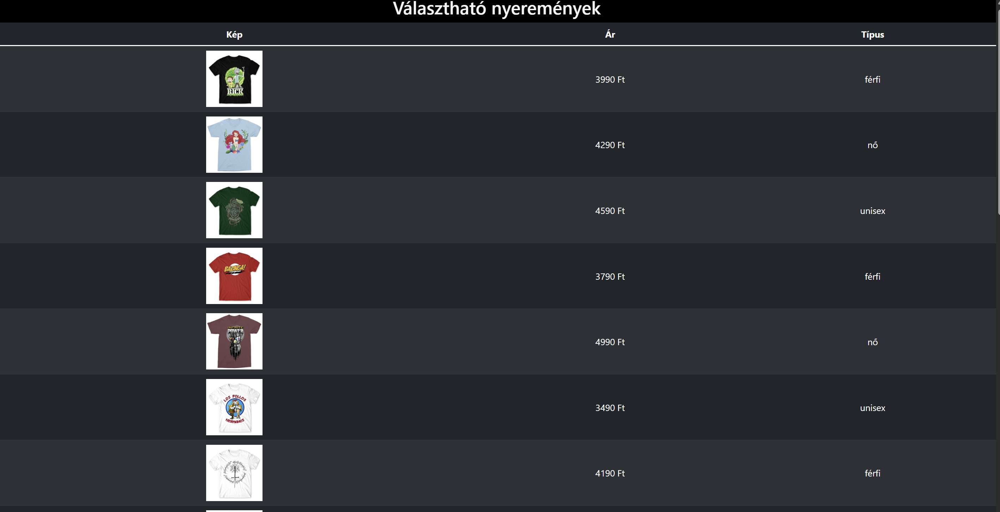 Választható nyeremények
Kép Ár Típus
RICK
3990 Ft férfi
4290 Ft nő
4590 Ft unisex
BAZINGA!
3790 Ft férfi
INFINITE
POWER
4990 Ft nő
LOS POLLOS
HERMANOS
3490 Ft unisex
4190 Ft férfi